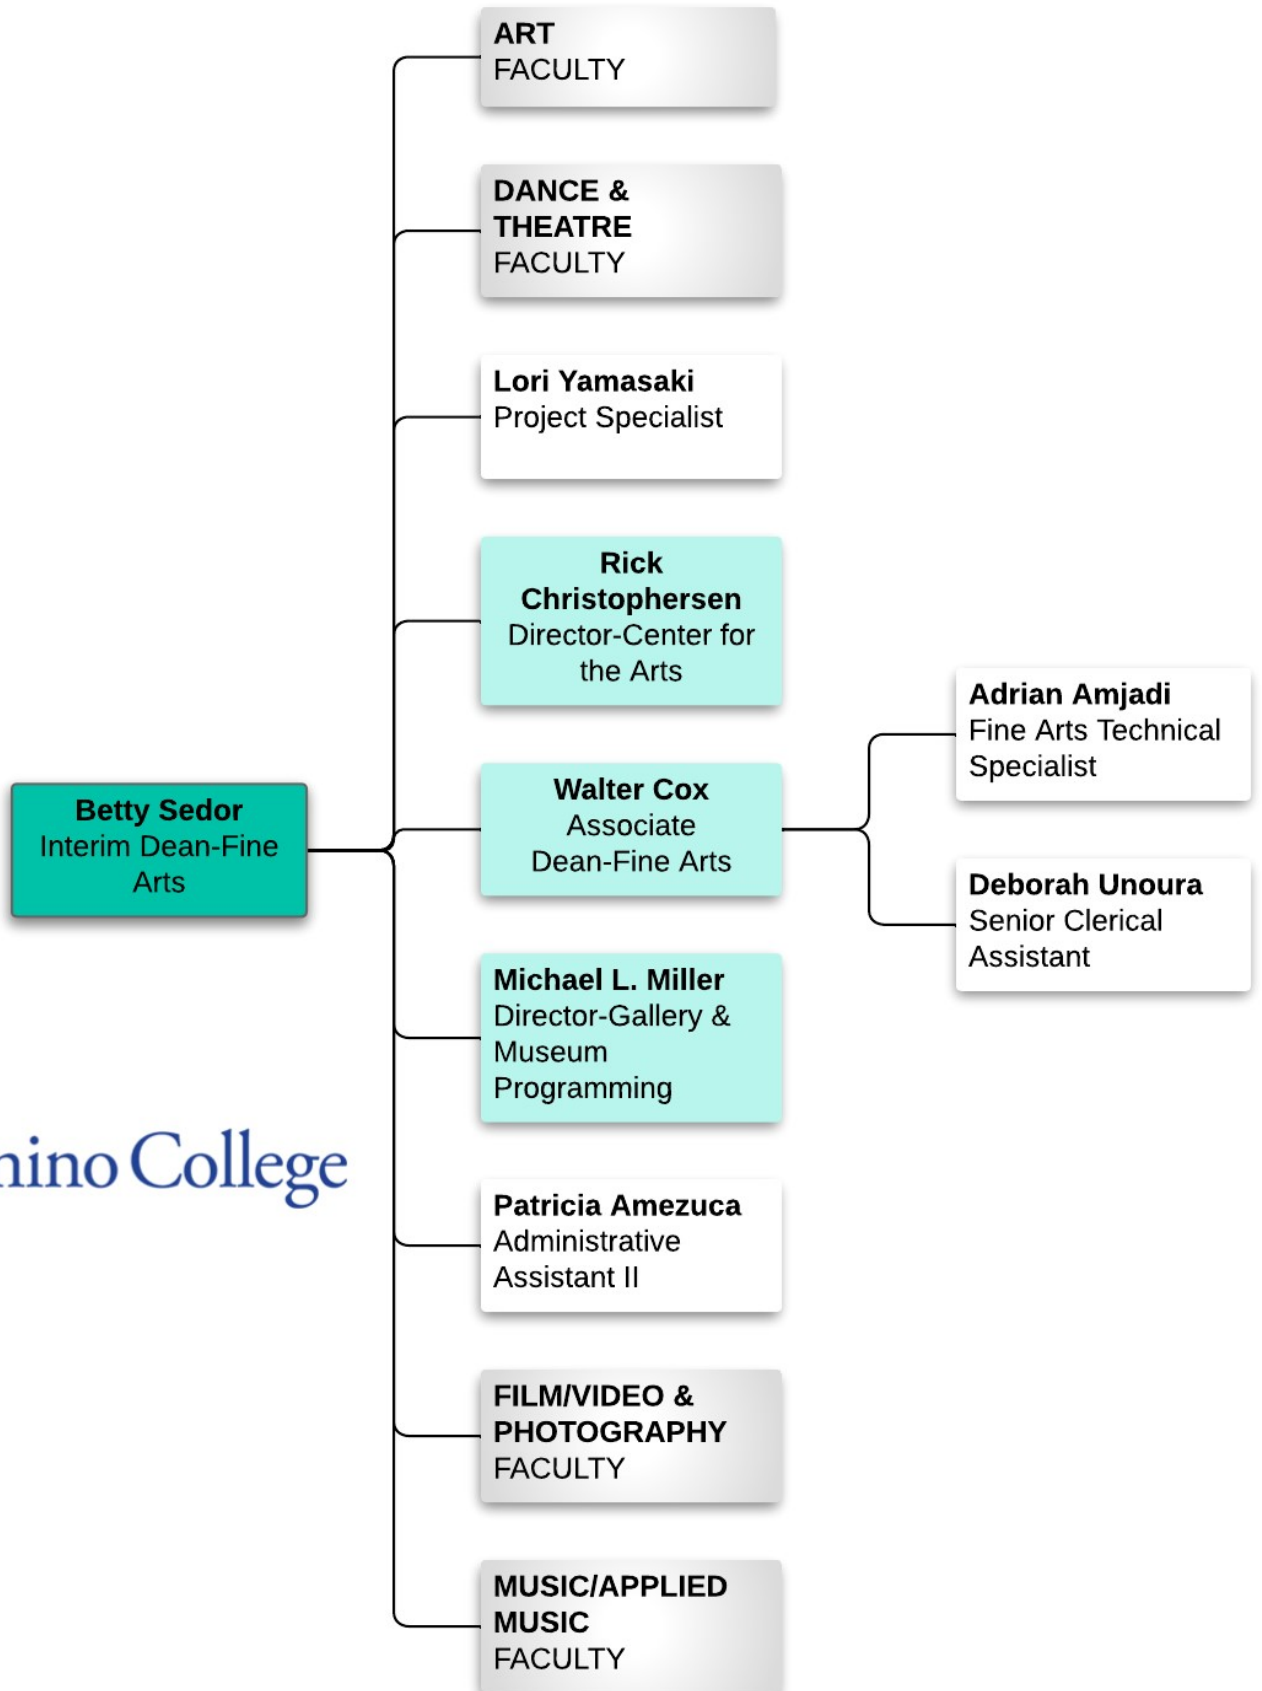 ART
FACULTY
DANCE &
THEATRE
FACULTY
Lori Yamasaki
Project Specialist
Rick
Christophersen
Director-Center for
the Arts
Betty Sedor
Interim Dean-Fine
Arts
Walter Cox
Associate
Dean-Fine Arts
Adrian Amjadi
Fine Arts Technical
Specialist
Deborah Unoura
Senior Clerical
Assistant
Michael L. Miller
Director-Gallery &
Museum
Programming
College
Patricia Amezuca
Administrative
Assistant II
FILM/VIDEO &
PHOTOGRAPHY
FACULTY
MUSIC/APPLIED
MUSIC
FACULTY